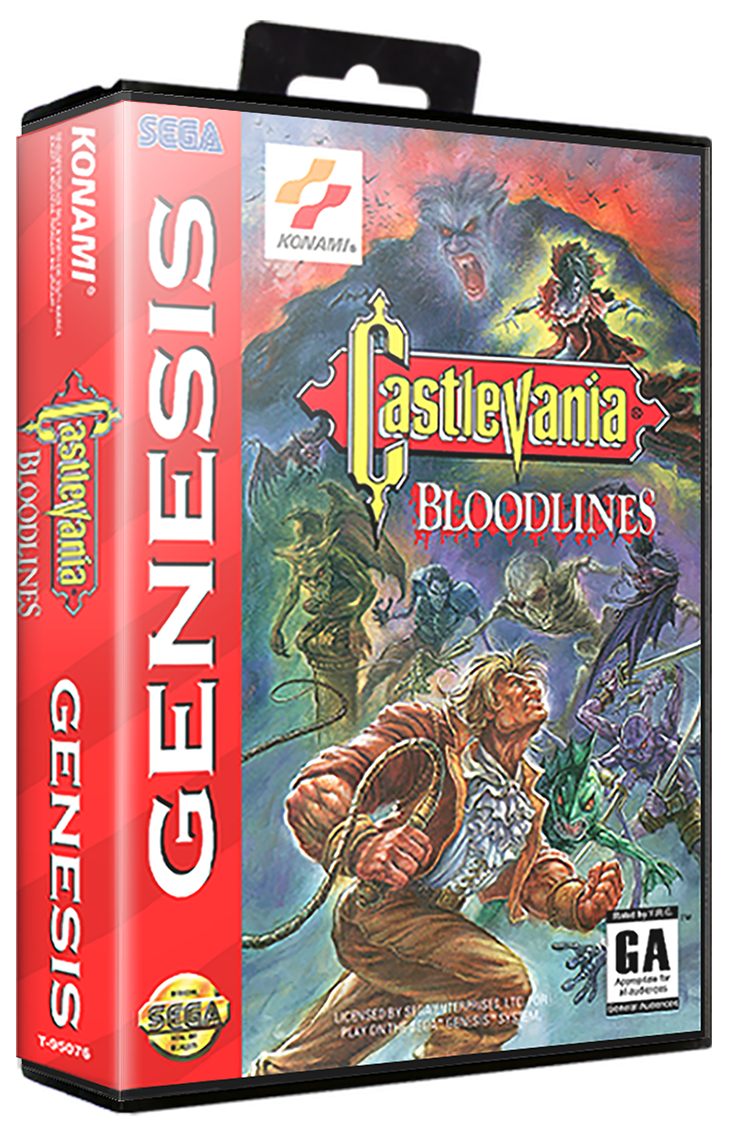 KONAMI®
Castlevania
BLOODLINES
GENESIS
T-95076
SEGA
GENESIS
SEGA
KONAMI®
Castlevania®
BLOODLINES
LICENSED BY SEGA ENTERPRISES, LTD. FOR
PLAY ON THE SEGA™ GENESIS™ SYSTEM.
Rated by V.R.C. ™
GA
Appropriate for
all audiences
General Audiences